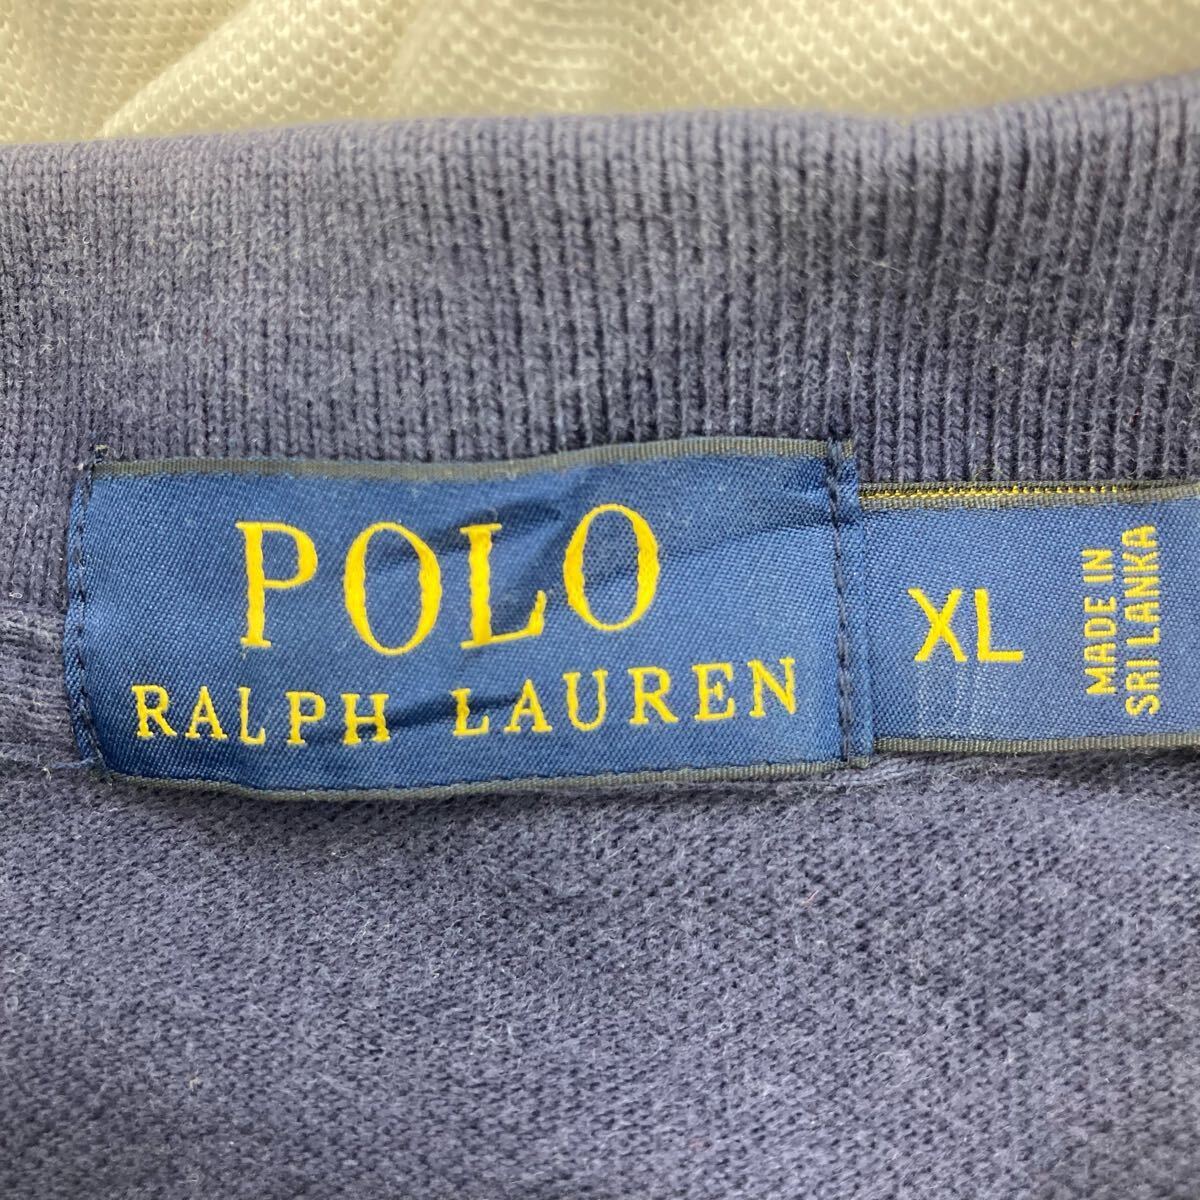 POLO
RALPH LAUREN
XL
MADE IN
SRI LANKA